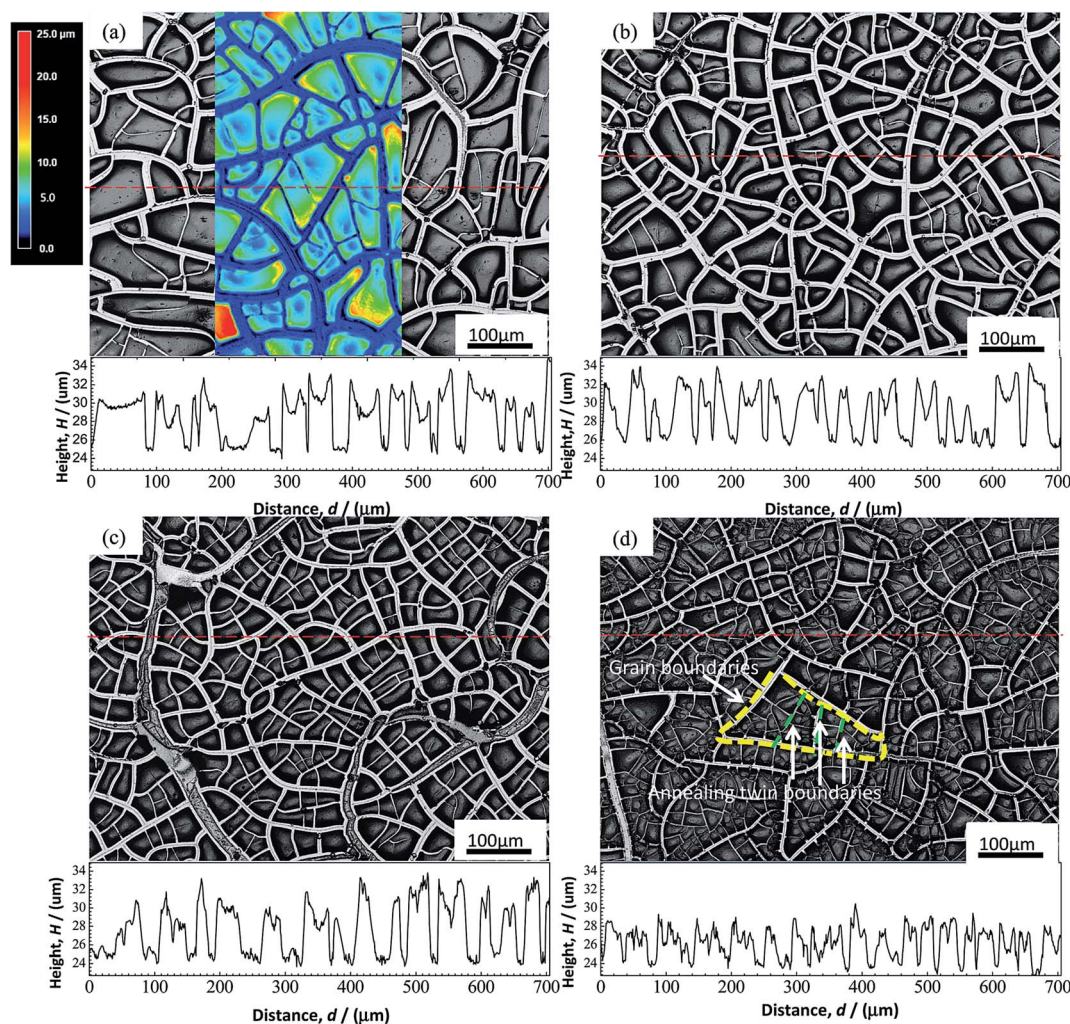 25.0 µm
20.0
15.0
10.0
5.0
0.0
(a)
100µm
Height, H / (um)
34
32
30
28
26
24
0 100 200 300 400 500 600 700
Distance, d / (µm)
(b)
100µm
Height,H / (um)
34
32
30
28
26
24
0 100 200 300 400 500 600 700
Distance, d / (µm)
(c)
100µm
Height, H / (um)
34
32
30
28
26
24
0 100 200 300 400 500 600 700
Distance, d / (µm)
(d)
Grain boundaries
Annealing twin boundaries
100µm
Height, H / (um)
34
32
30
28
26
24
0 100 200 300 400 500 600 700
Distance, d / (µm)